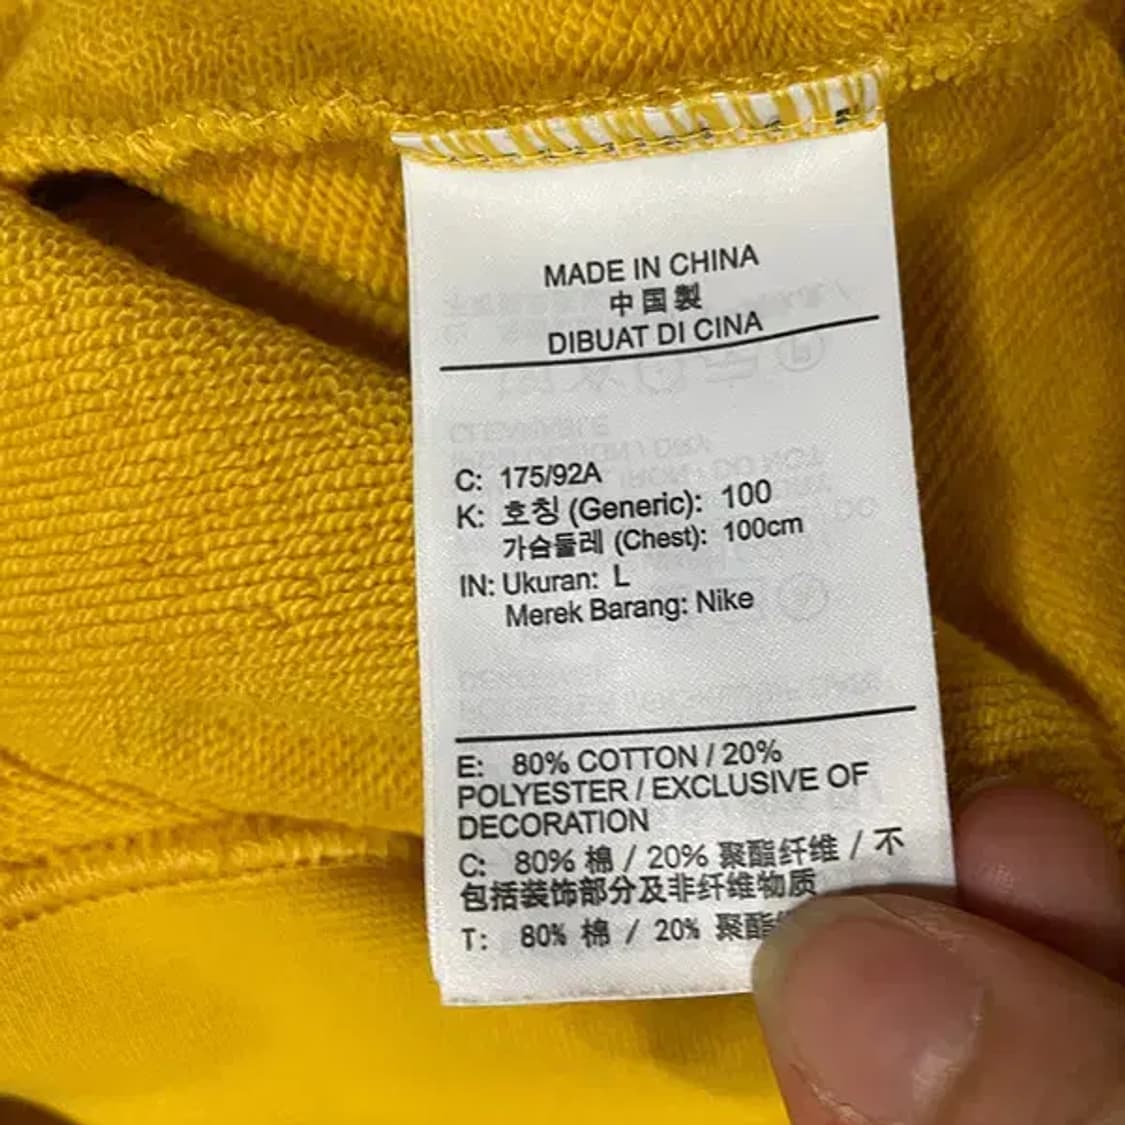 MADE IN CHINA
中国製
DIBUAT DI CINA
C: 175/92A
K: 호칭 (Generic): 100
가슴둘레 (Chest): 100cm
IN: Ukuran: L
Merek Barang: Nike
E: 80% COTTON / 20%
POLYESTER / EXCLUSIVE OF
DECORATION
C: 80% 棉 / 20% 聚酯纤维 / 不
包括装饰部分及非纤维物质
T: 80% 棉 / 20% 聚酯